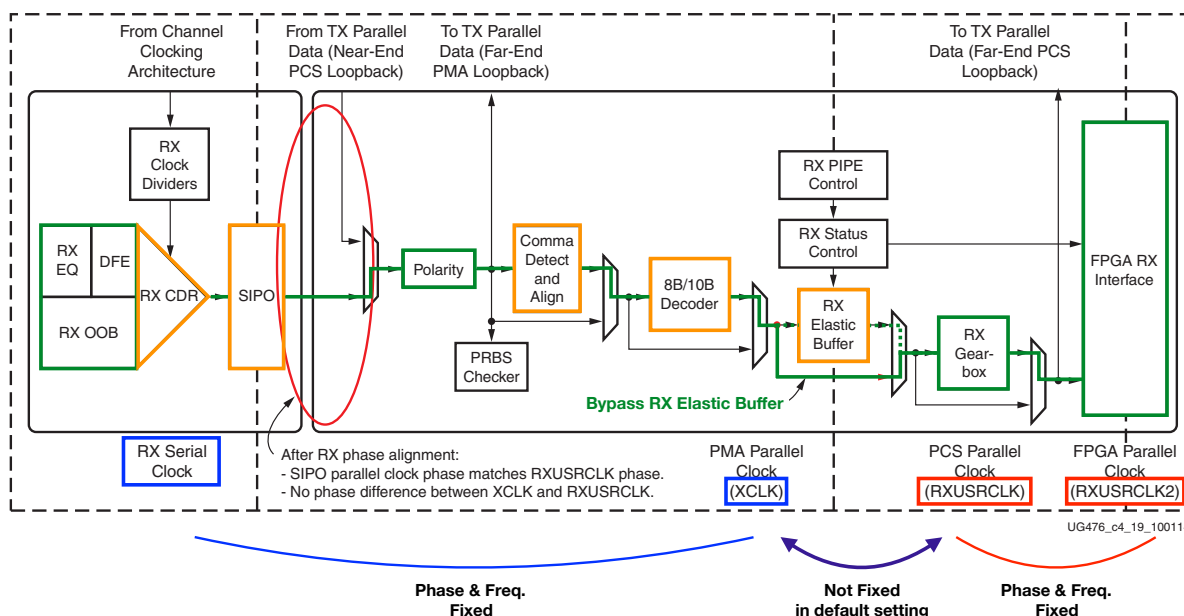 From Channel
Clocking
Architecture
From TX Parallel
Data (Near-End
PCS Loopback)
To TX Parallel
Data (Far-End
PMA Loopback)
To TX Parallel
Data (Far-End PCS
Loopback)
RX
Clock
Dividers
RX PIPE
Control
RX Status
Control
RX
EQ
DFE
RX OOB
RX CDR
SIPO
Polarity
PRBS
Checker
Comma
Detect
and
Align
8B/10B
Decoder
RX
Elastic
Buffer
RX
Gear-
box
FPGA RX
Interface
Bypass RX Elastic Buffer
RX Serial
Clock
After RX phase alignment:
- SIPO parallel clock phase matches RXUSRCLK phase.
- No phase difference between XCLK and RXUSRCLK.
PMA Parallel
Clock
(XCLK)
PCS Parallel
Clock
(RXUSRCLK)
FPGA Parallel
Clock
(RXUSRCLK2)
UG476_c4_19_10011
Phase & Freq.
Fixed
Not Fixed
in default setting
Phase & Freq.
Fixed